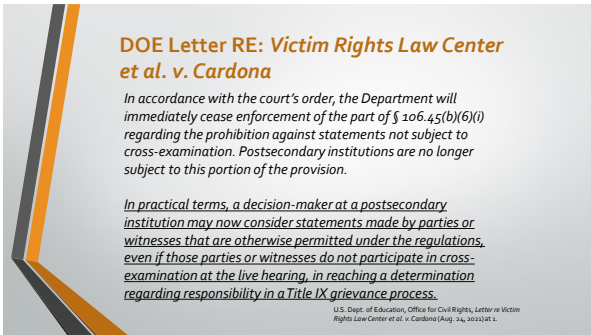 DOE Letter RE: Victim Rights Law Center
et al. v. Cardona
In accordance with the court's order, the Department will
immediately cease enforcement of the part of § 106.45(b)(6)(i)
regarding the prohibition against statements not subject to
cross-examination. Postsecondary institutions are no longer
subject to this portion of the provision.
In practical terms, a decision-maker at a postsecondary
institution may now consider statements made by parties or
witnesses that are otherwise permitted under the regulations,
even if those parties or witnesses do not participate in cross-
examination at the live hearing, in reaching a determination
regarding responsibility in a Title IX grievance process.
U.S. Dept. of Education, Office for Civil Rights, Letter re Victim
Rights Law Center et al. v. Cardona (Aug. 24, 2021) at 1.